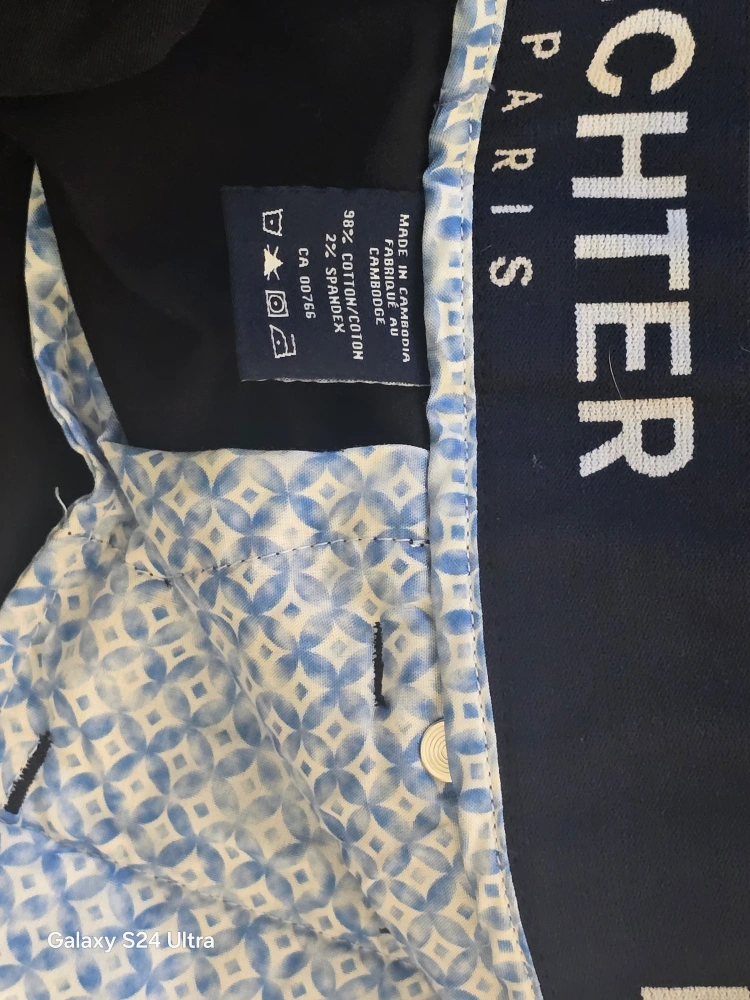 CHTER
PARIS
MADE IN CAMBODIA
FABRIQUÉ AU
CAMBODGE
98% COTTON/COTON
2% SPANDEX
CA 00766
Galaxy S24 Ultra